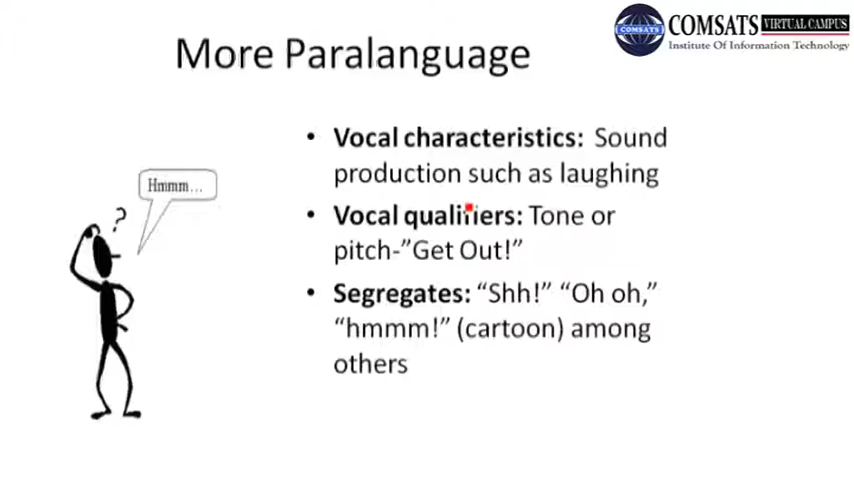 COMSATS VIRTUAL CAMPUS
COMSATS
Institute Of Information Technology
More Paralanguage
• Vocal characteristics: Sound
production such as laughing
Hmmm...
?
• Vocal qualifiers: Tone or
pitch-”Get Out!”
• Segregates: “Shh!” “Oh oh,”
“hmmm!” (cartoon) among
others